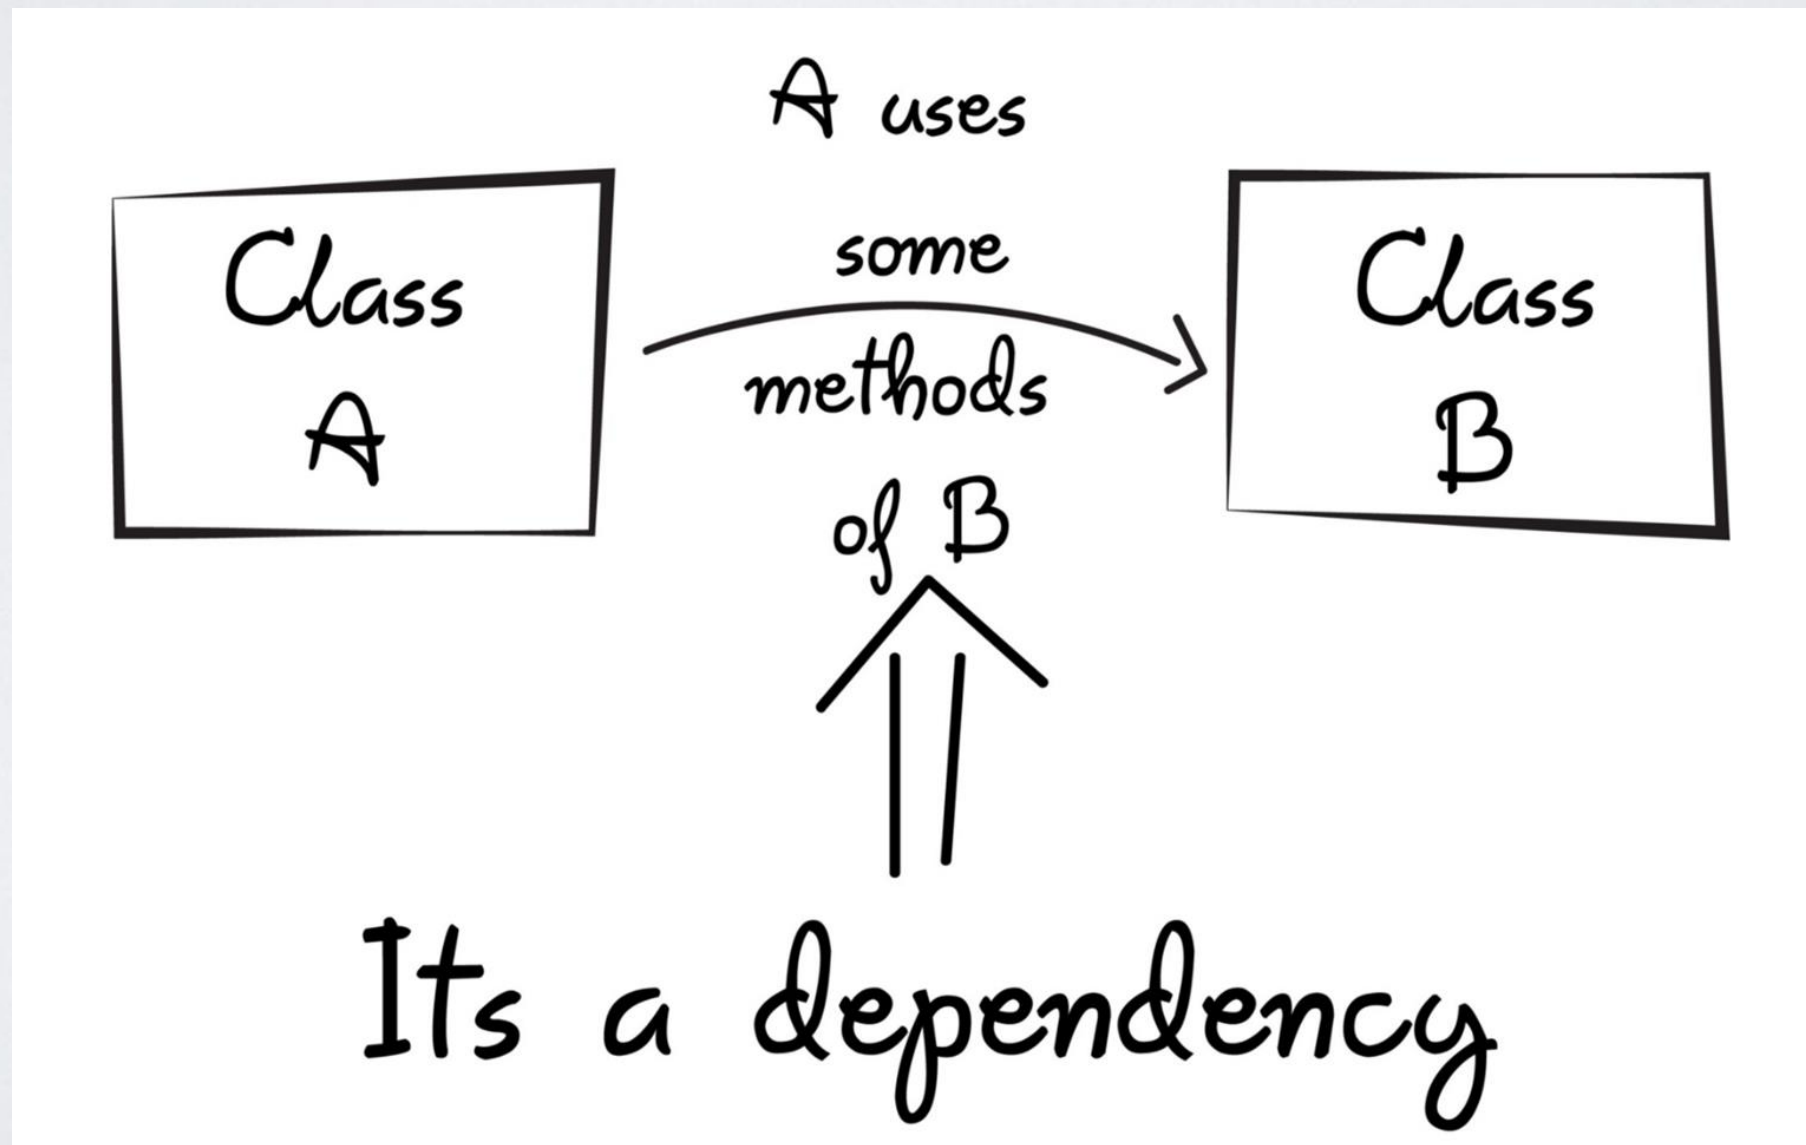 A uses
some
methods
of B
Class
A
Class
B
Its a dependency